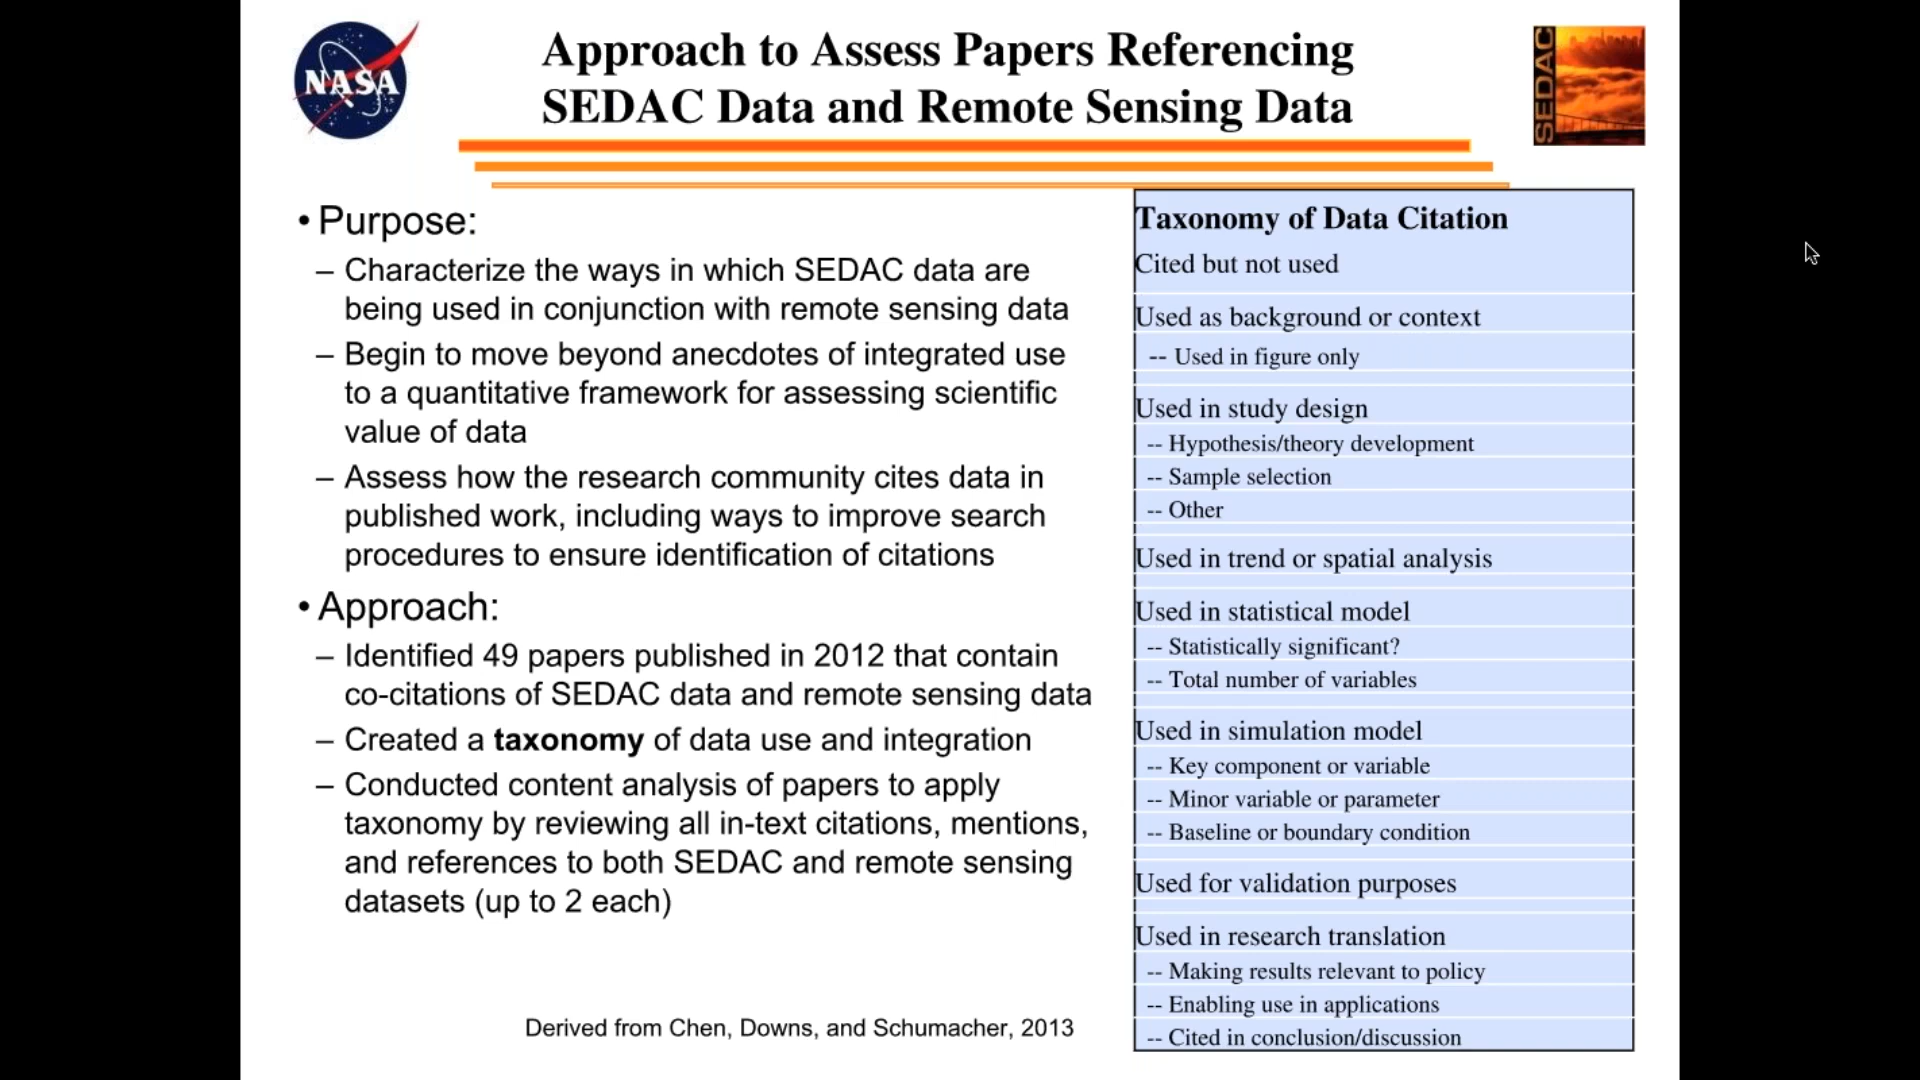 NASA
Approach to Assess Papers Referencing
SEDAC Data and Remote Sensing Data
SEDAC
• Purpose:
– Characterize the ways in which SEDAC data are
being used in conjunction with remote sensing data
– Begin to move beyond anecdotes of integrated use
to a quantitative framework for assessing scientific
value of data
– Assess how the research community cites data in
published work, including ways to improve search
procedures to ensure identification of citations
• Approach:
– Identified 49 papers published in 2012 that contain
co-citations of SEDAC data and remote sensing data
– Created a taxonomy of data use and integration
– Conducted content analysis of papers to apply
taxonomy by reviewing all in-text citations, mentions,
and references to both SEDAC and remote sensing
datasets (up to 2 each)
Derived from Chen, Downs, and Schumacher, 2013
Taxonomy of Data Citation
Cited but not used
Used as background or context
-- Used in figure only
Used in study design
-- Hypothesis/theory development
-- Sample selection
-- Other
Used in trend or spatial analysis
Used in statistical model
-- Statistically significant?
-- Total number of variables
Used in simulation model
-- Key component or variable
-- Minor variable or parameter
-- Baseline or boundary condition
Used for validation purposes
Used in research translation
-- Making results relevant to policy
-- Enabling use in applications
-- Cited in conclusion/discussion